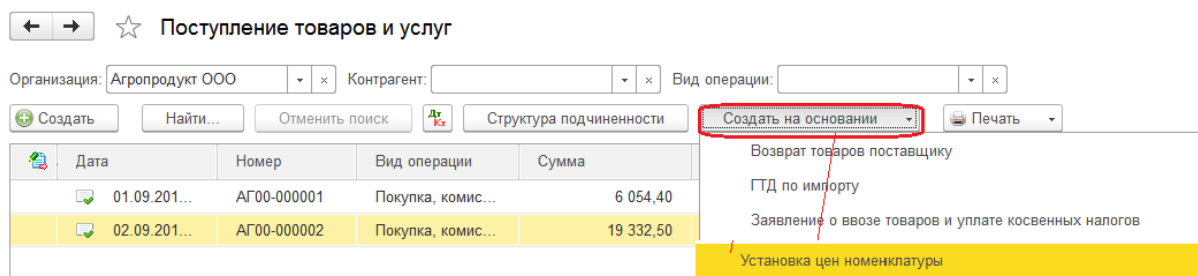 Поступление товаров и услуг
Организация: Агропродукт ООО Контрагент: Вид операции:
Создать Найти... Отменить поиск Дт Кт Структура подчиненности Создать на основании Печать
Дата Номер Вид операции Сумма
01.09.201... АГ00-000001 Покупка, комис... 6 054,40
02.09.201... АГ00-000002 Покупка, комис... 19 332,50
Возврат товаров поставщику
ГТД по импорту
Заявление о ввозе товаров и уплате косвенных налогов
Установка цен номенклатуры